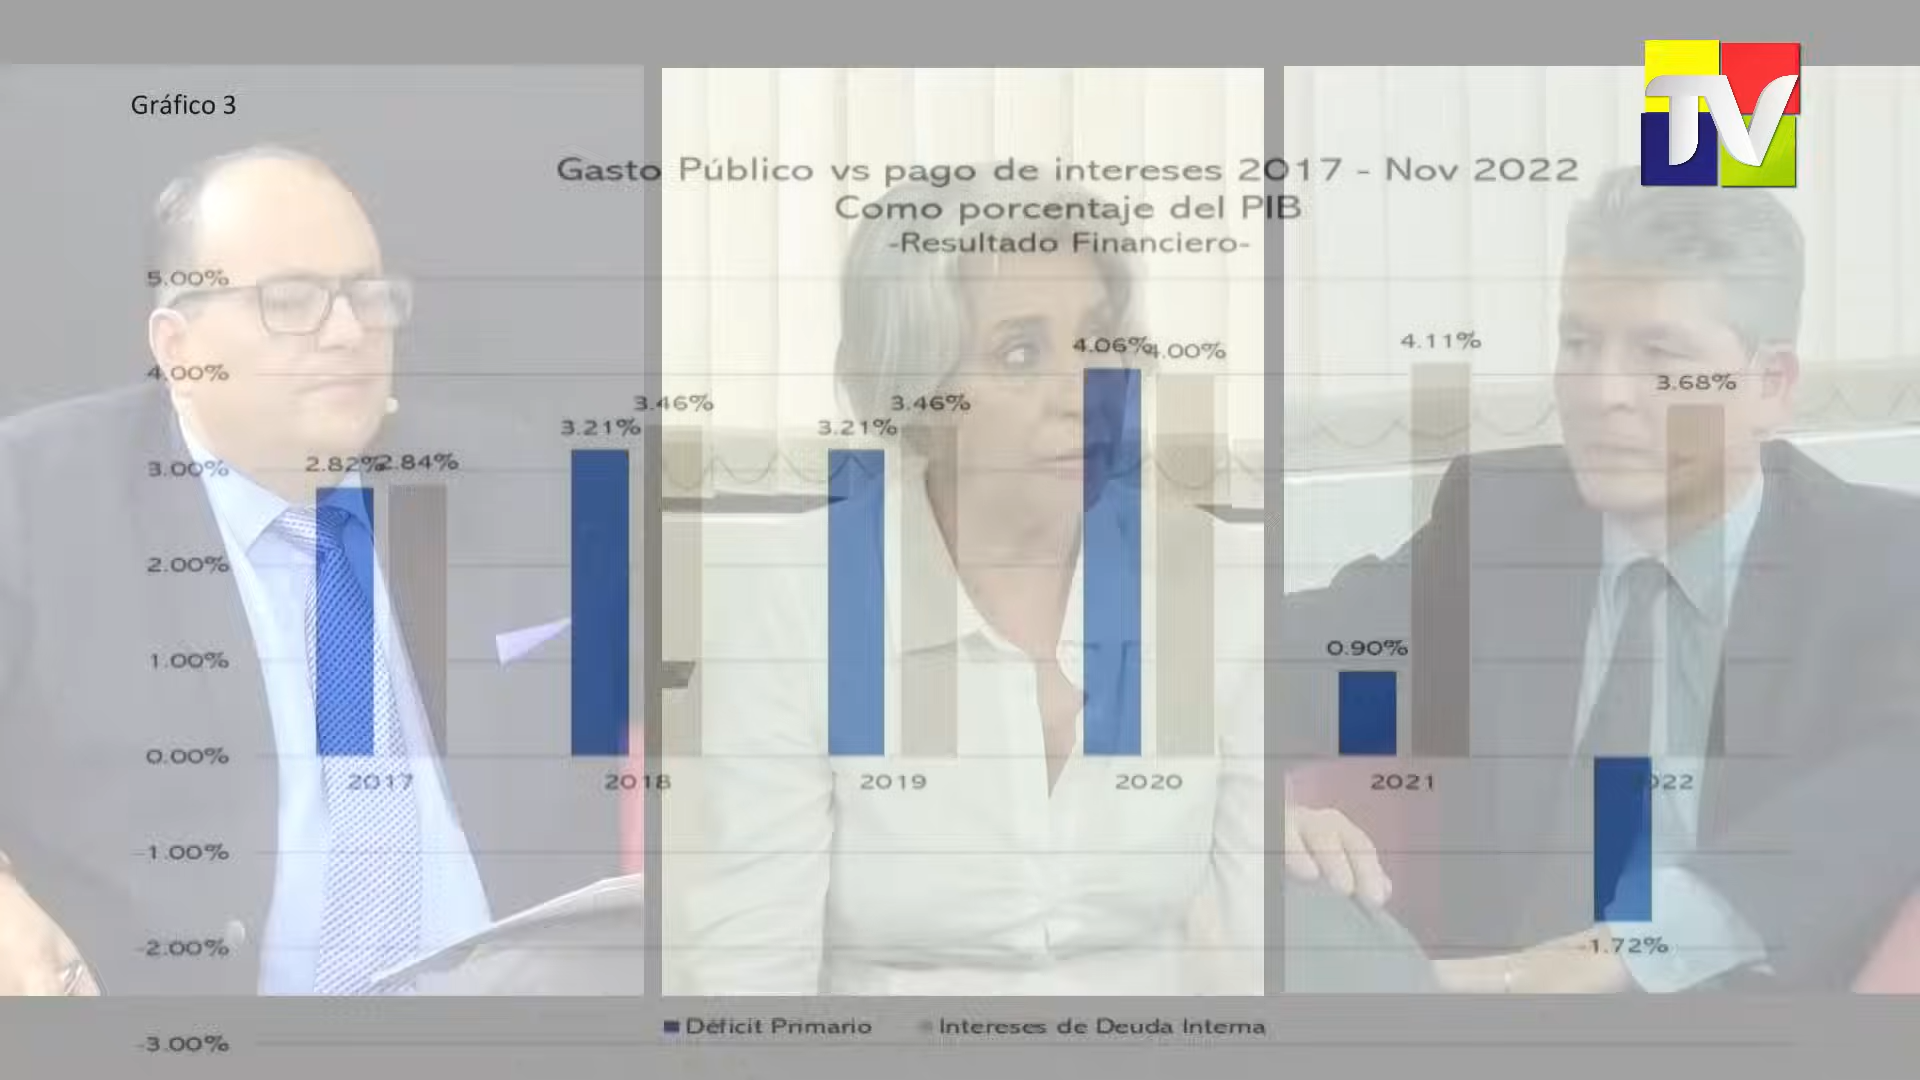 TV
Gráfico 3
Gasto Público vs pago de intereses 2017 - Nov 2022
Como porcentaje del PIB
-Resultado Financiero-
5.00%
4.00%
3.00%
2.00%
1.00%
0.00%
-1.00%
-2.00%
-3.00%
2.82% 2.84%
3.21% 3.46%
3.21% 3.46%
4.06% 4.00%
0.90% 4.11%
-1.72% 3.68%
2017 2018 2019 2020 2021 2022
Déficit Primario Intereses de Deuda Interna